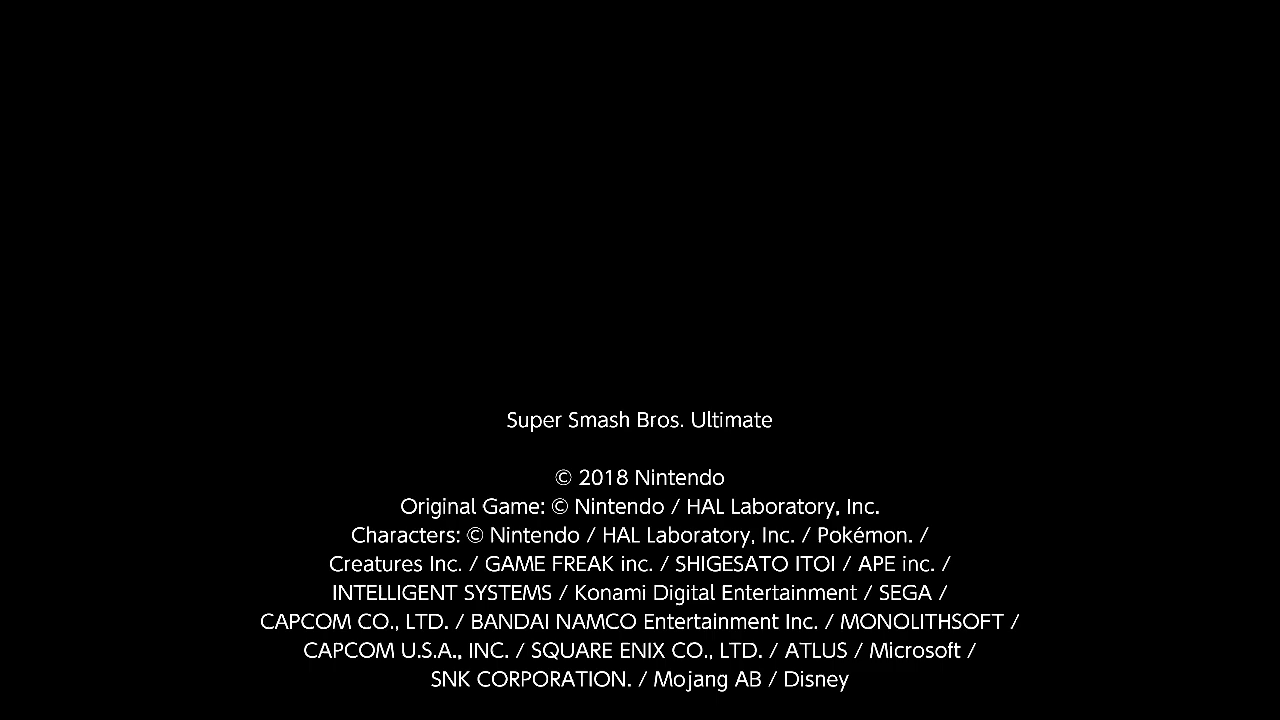 Super Smash Bros. Ultimate
© 2018 Nintendo
Original Game: © Nintendo / HAL Laboratory, Inc.
Characters: © Nintendo / HAL Laboratory, Inc. / Pokémon. /
Creatures Inc. / GAME FREAK inc. / SHIGESATO ITOI / APE inc. /
INTELLIGENT SYSTEMS / Konami Digital Entertainment / SEGA /
CAPCOM CO., LTD. / BANDAI NAMCO Entertainment Inc. / MONOLITHSOFT /
CAPCOM U.S.A., INC. / SQUARE ENIX CO., LTD. / ATLUS / Microsoft /
SNK CORPORATION. / Mojang AB / Disney